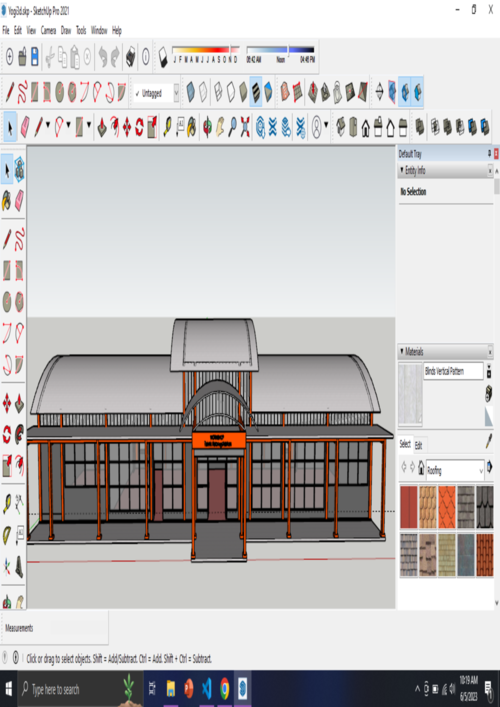 Yogi3d.skp - SketchUp Pro 2021
File Edit View Camera Draw Tools Window Help
J F M A M J J A S O N D
06:42 AM Noon 04:46 PM
✓ Untagged
Default Tray
Entity Info
No Selection
Materials
Blinds Vertical Pattern
Select Edit
Roofing
Measurements
Click or drag to select objects. Shift = Add/Subtract. Ctrl = Add. Shift + Ctrl = Subtract.
Type here to search
10:19 AM
6/5/2023